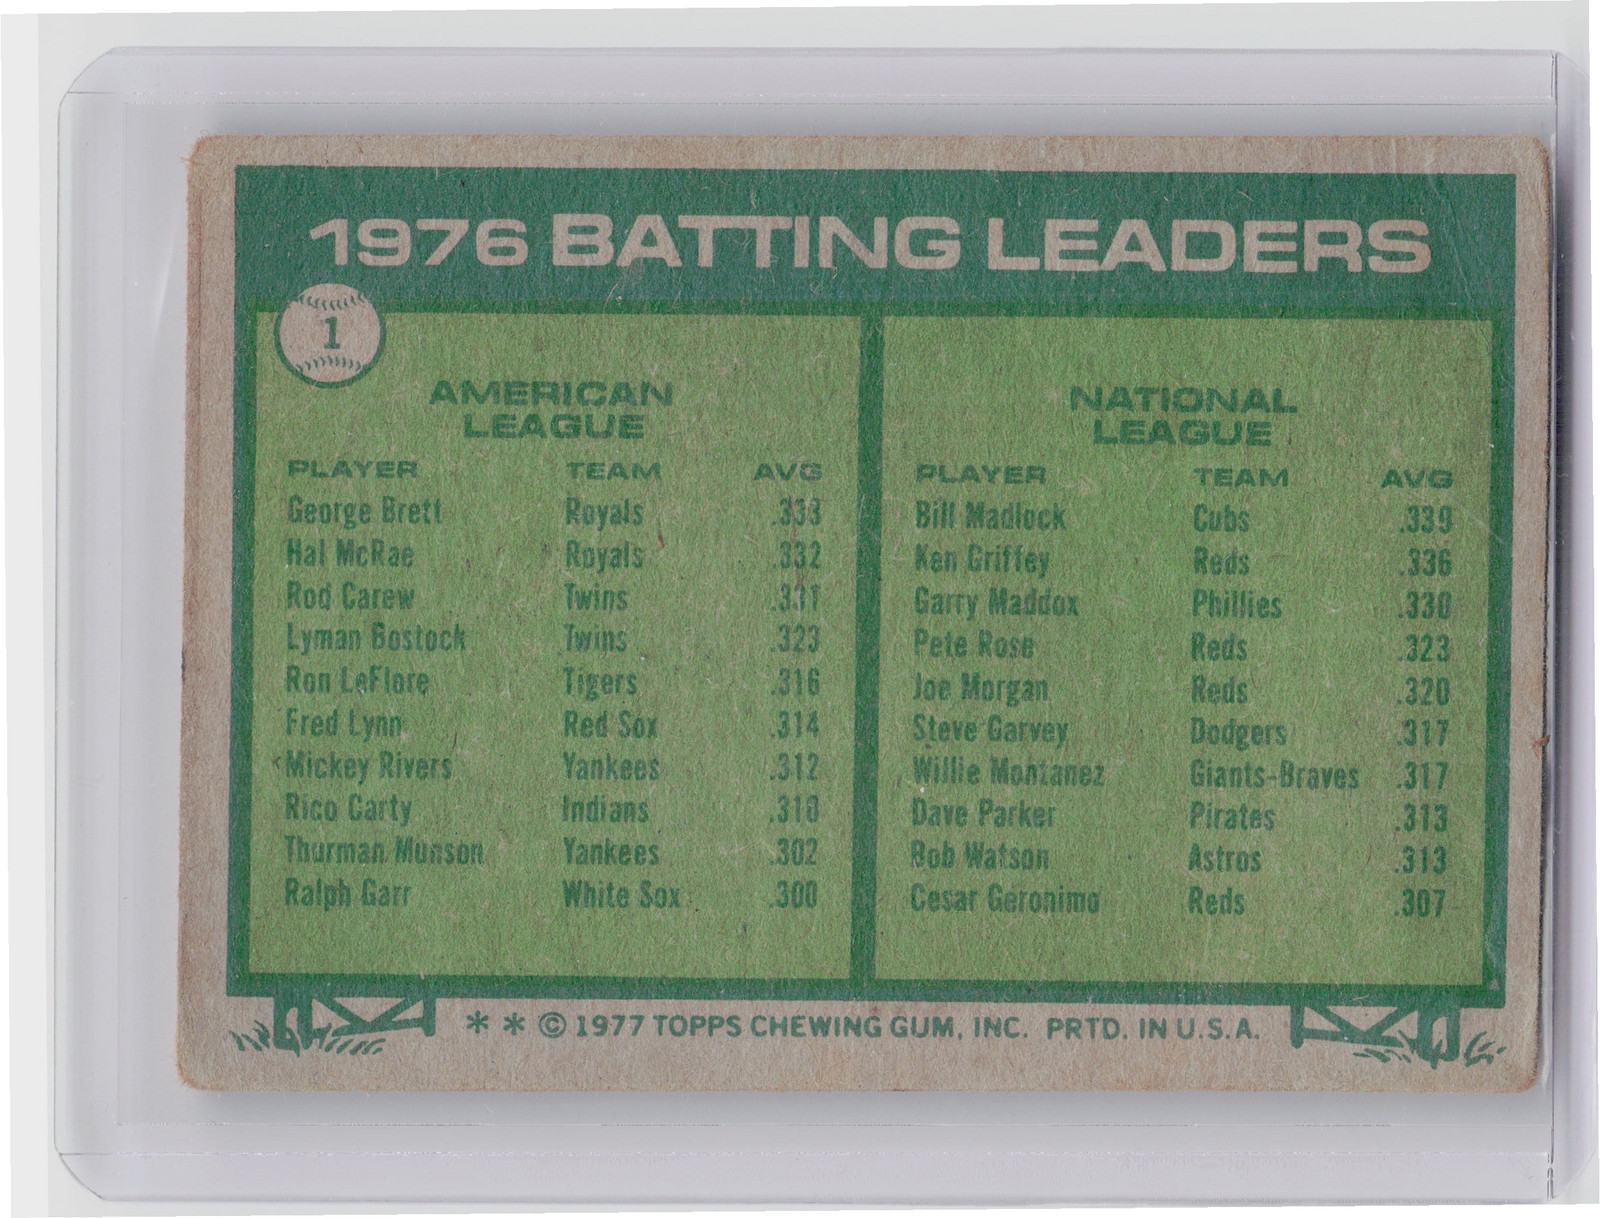 1976 BATTING LEADERS
1
AMERICAN
LEAGUE
PLAYER TEAM AVG
George Brett Royals .333
Hal McRae Royals .332
Rod Carew Twins .331
Lyman Bostock Twins .323
Ron LeFlore Tigers .316
Fred Lynn Red Sox .314
Mickey Rivers Yankees .312
Rico Carty Indians .310
Thurman Munson Yankees .302
Ralph Garr White Sox .300
NATIONAL
LEAGUE
PLAYER TEAM AVG
Bill Madlock Cubs .339
Ken Griffey Reds .336
Garry Maddox Phillies .330
Pete Rose Reds .323
Joe Morgan Reds .320
Steve Garvey Dodgers .317
Willie Montanez Giants-Braves .317
Dave Parker Pirates .313
Bob Watson Astros .313
Cesar Geronimo Reds .307
* * © 1977 TOPPS CHEWING GUM, INC. PRTD. IN U.S.A.